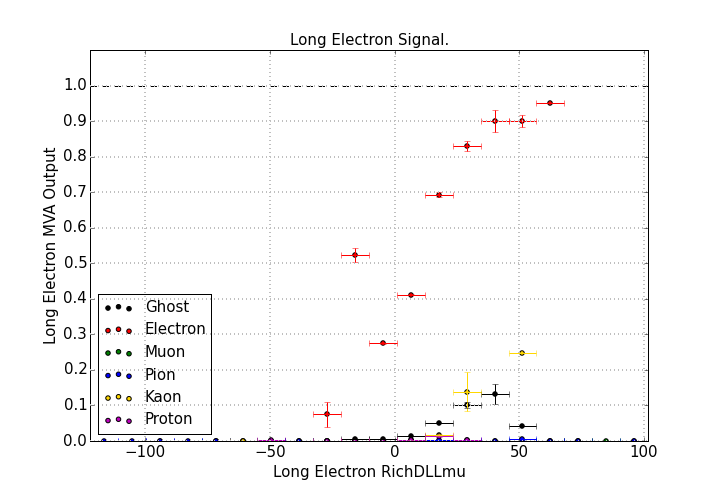 Long Electron Signal.
Long Electron MVA Output
1.0
0.9
0.8
0.7
0.6
0.5
0.4
0.3
0.2
0.1
0.0
Ghost
Electron
Muon
Pion
Kaon
Proton
−100
−50
0
50
100
Long Electron RichDLLmu